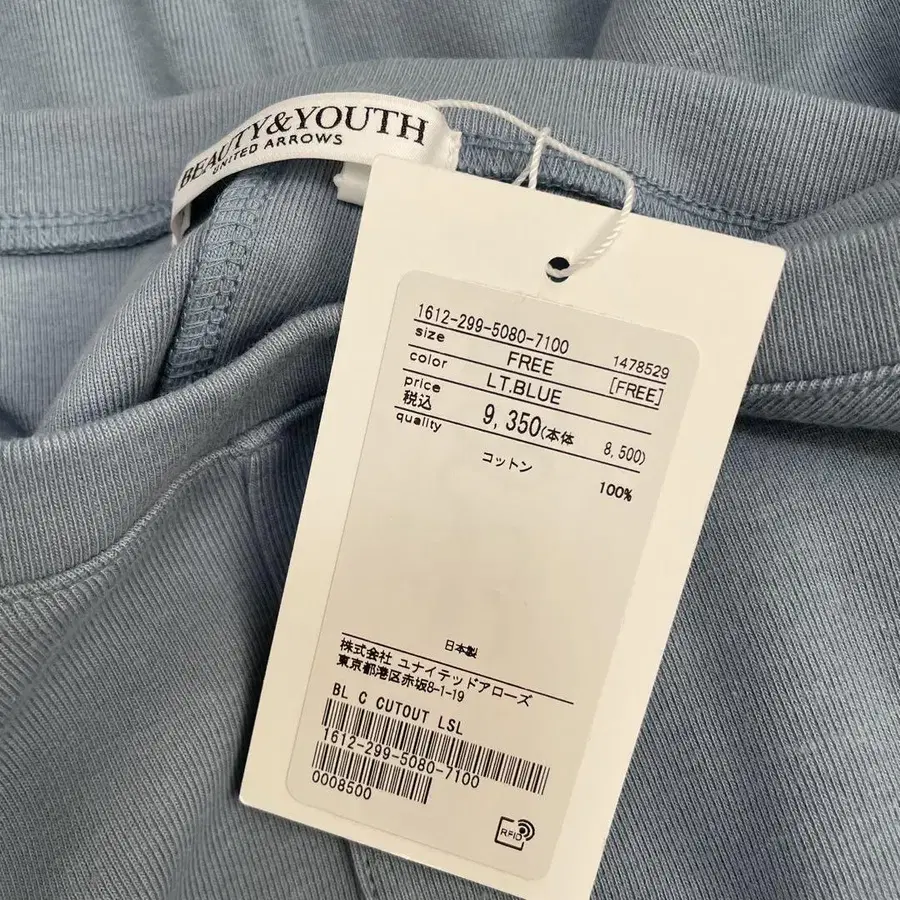 BEAUTY&YOUTH
UNITED ARROWS
1612-299-5080-7100
size FREE 1478529
color LT.BLUE [FREE]
price
税込 9,350(本体 8,500)
quality
コットン 100%
日本製
株式会社 ユナイテッドアローズ
東京都港区赤坂8-1-19
BL C CUTOUT LSL
1612-299-5080-7100
0008500
RFID